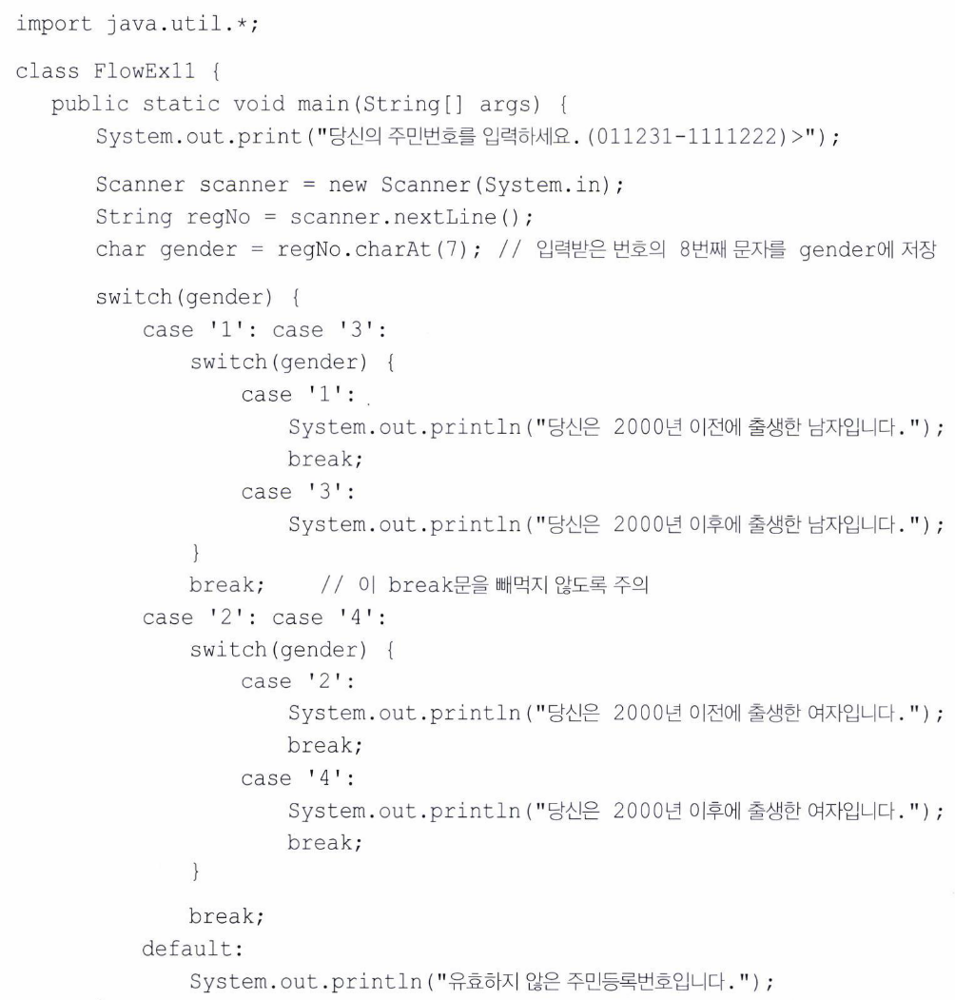 import java.util.*;
class FlowEx11 {
public static void main(String[] args) {
System.out.print("당신의 주민번호를 입력하세요.(011231-1111222)>");
Scanner scanner = new Scanner(System.in);
String regNo = scanner.nextLine();
char gender = regNo.charAt(7); // 입력받은 번호의 8번째 문자를 gender에 저장
switch(gender) {
case '1': case '3':
switch(gender) {
case '1':
System.out.println("당신은 2000년 이전에 출생한 남자입니다.");
break;
case '3':
System.out.println("당신은 2000년 이후에 출생한 남자입니다.");
}
break; // 이 break문을 빼먹지 않도록 주의
case '2': case '4':
switch(gender) {
case '2':
System.out.println("당신은 2000년 이전에 출생한 여자입니다.");
break;
case '4':
System.out.println("당신은 2000년 이후에 출생한 여자입니다.");
break;
}
break;
default:
System.out.println("유효하지 않은 주민등록번호입니다.");